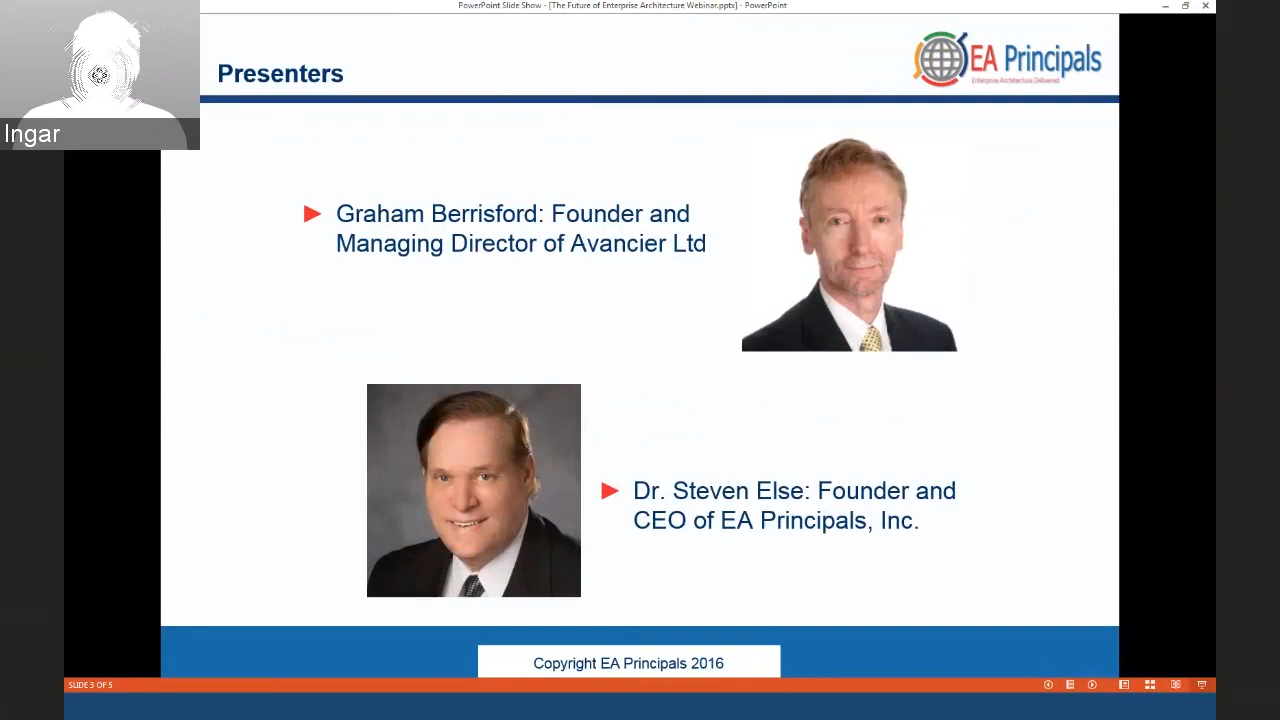 PowerPoint Slide Show - [The Future of Enterprise Architecture Webinar.pptx] - PowerPoint
Ingar
Presenters
EA Principals
Enterprise Architecture Delivered!
Graham Berrisford: Founder and
Managing Director of Avancier Ltd
Dr. Steven Else: Founder and
CEO of EA Principals, Inc.
Copyright EA Principals 2016
SLIDE 3 OF 5